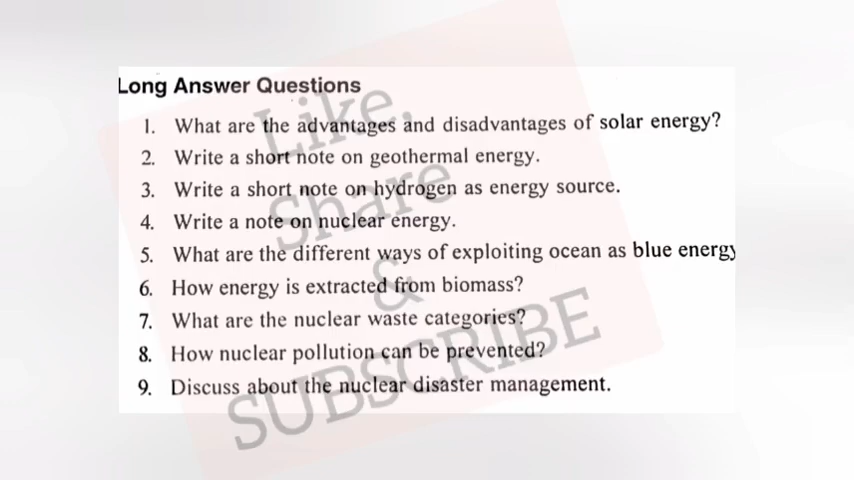 Long Answer Questions
1. What are the advantages and disadvantages of solar energy?
2. Write a short note on geothermal energy.
3. Write a short note on hydrogen as energy source.
4. Write a note on nuclear energy.
5. What are the different ways of exploiting ocean as blue energy
6. How energy is extracted from biomass?
7. What are the nuclear waste categories?
8. How nuclear pollution can be prevented?
9. Discuss about the nuclear disaster management.
Like,
Share
&
SUBSCRIBE